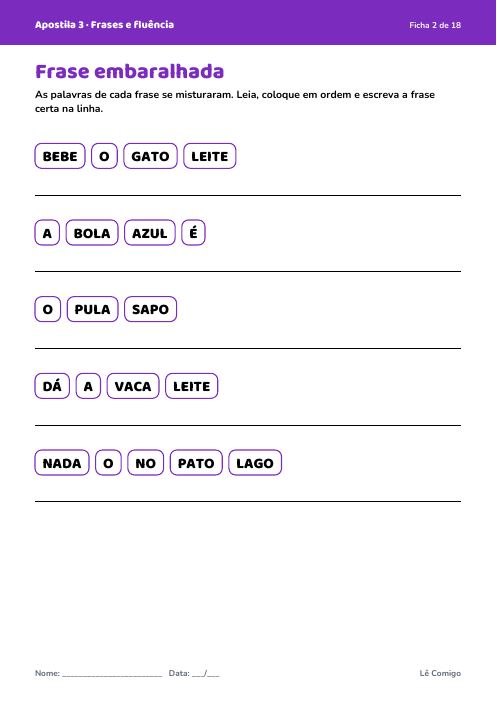 Apostila 3 · Frases e fluência
Ficha 2 de 18
Frase embaralhada
As palavras de cada frase se misturaram. Leia, coloque em ordem e escreva a frase
certa na linha.
BEBE O GATO LEITE
A BOLA AZUL É
O PULA SAPO
DÁ A VACA LEITE
NADA O NO PATO LAGO
Nome: ________________________ Data: ___/___
Lê Comigo